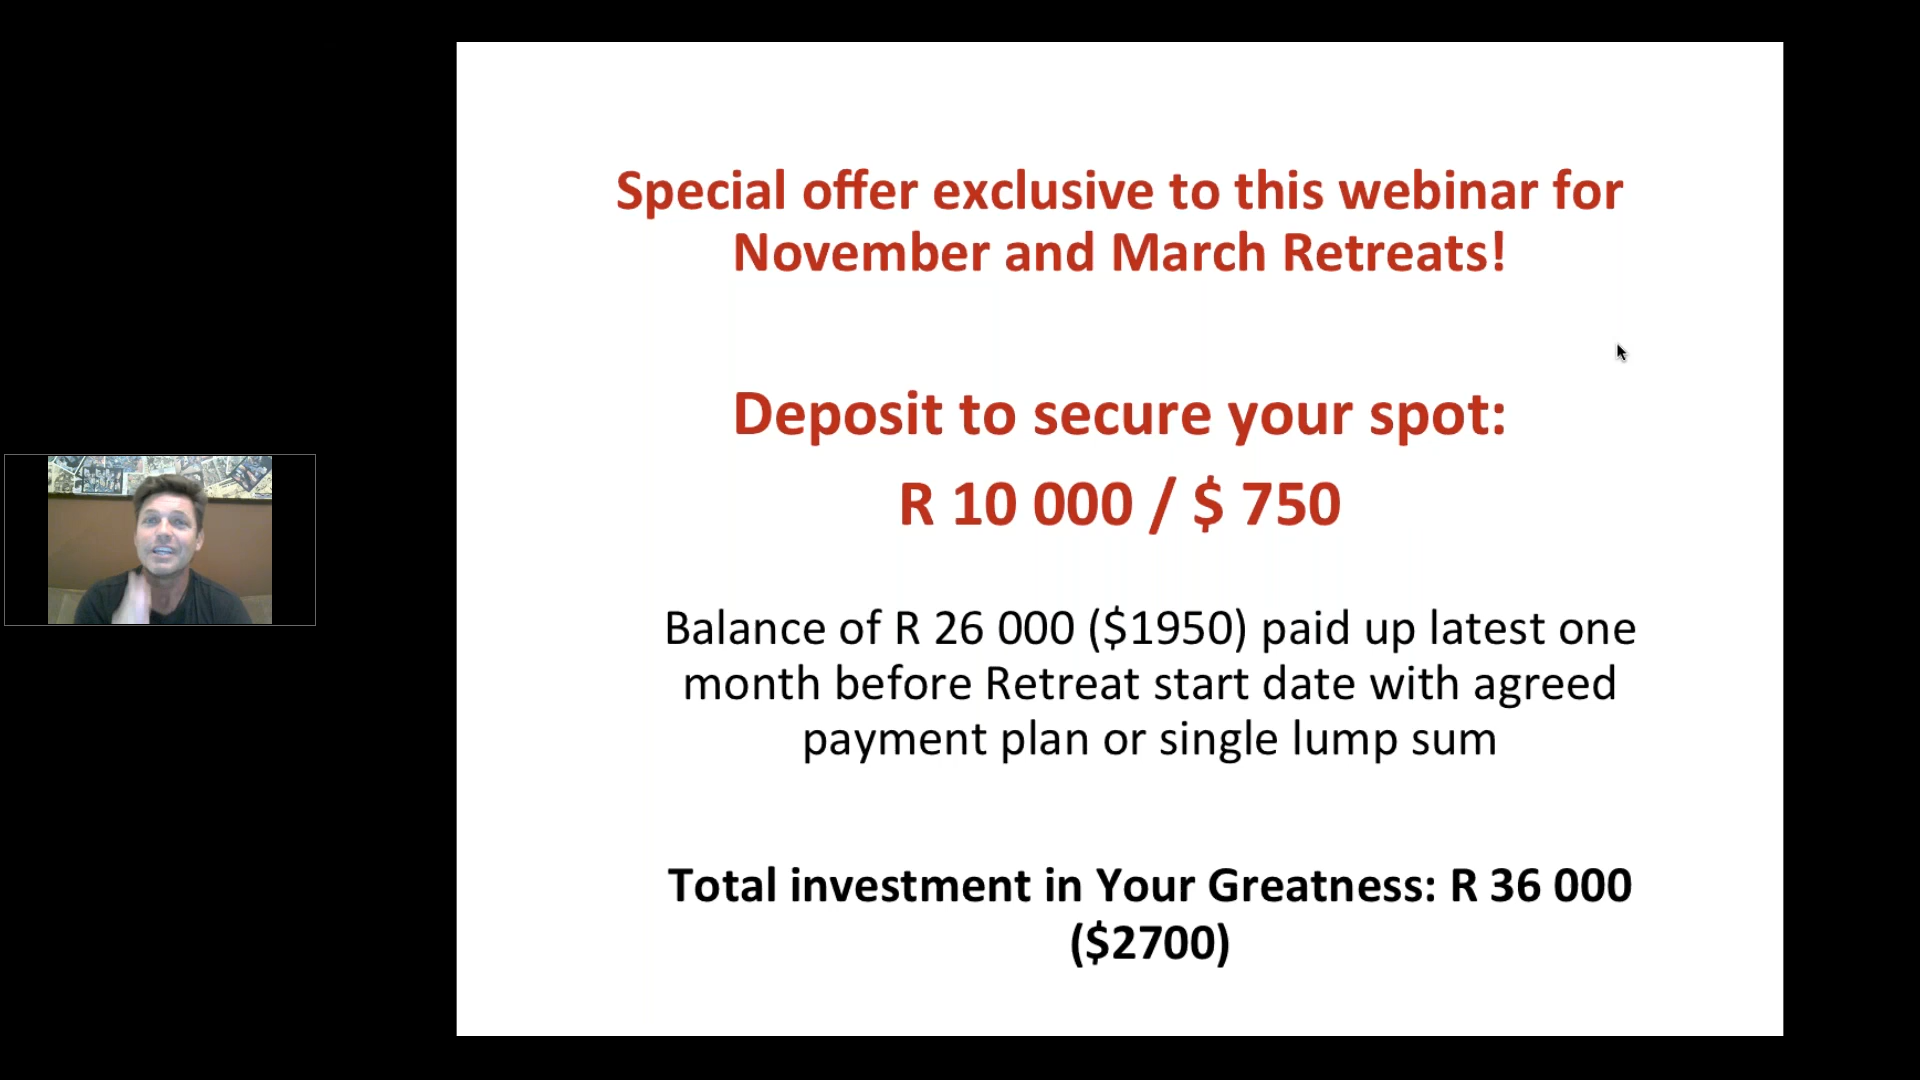 Special offer exclusive to this webinar for
November and March Retreats!
Deposit to secure your spot:
R 10 000 / $ 750
Balance of R 26 000 ($1950) paid up latest one
month before Retreat start date with agreed
payment plan or single lump sum
Total investment in Your Greatness: R 36 000
($2700)